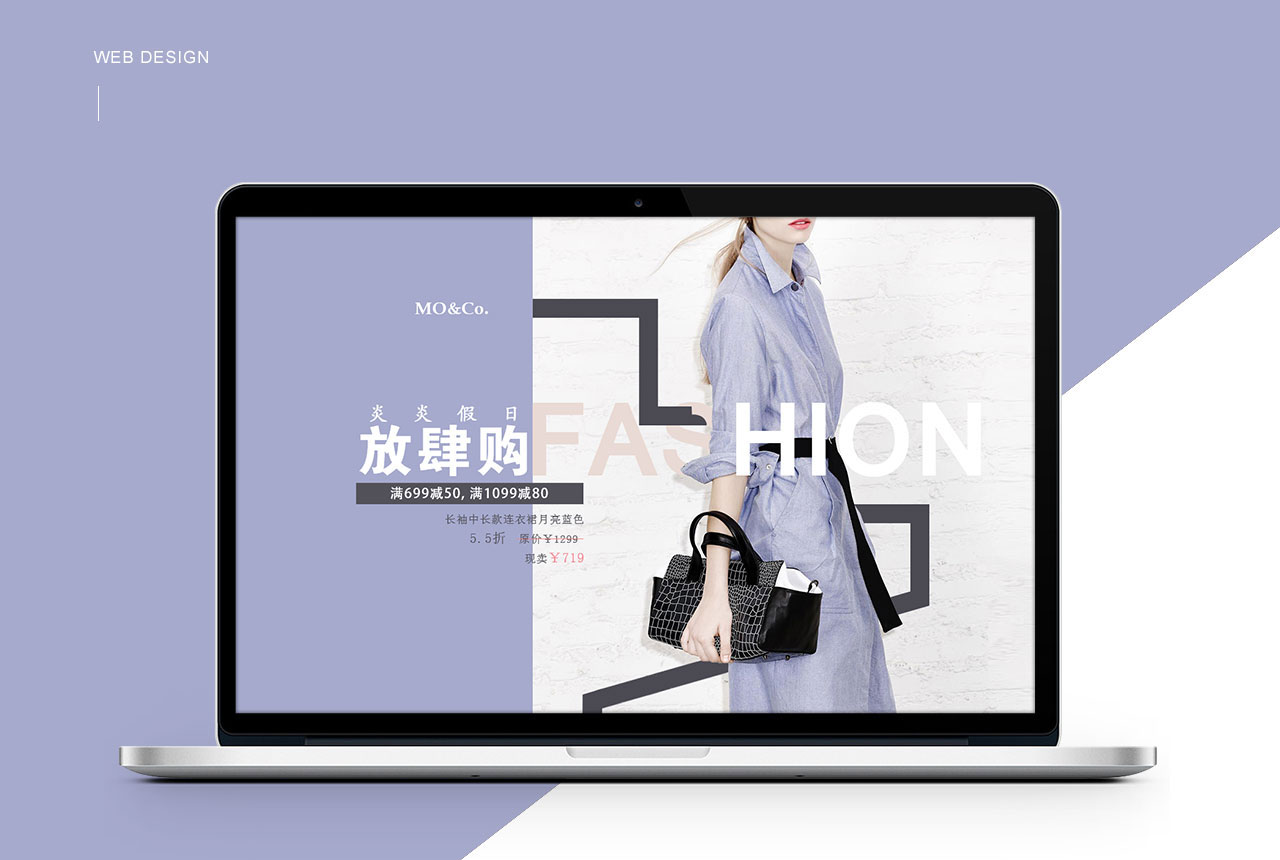 WEB DESIGN
MO&Co.
炎炎假日
放肆购
FASHION
满699减50, 满1099减80
长袖中长款连衣裙月亮蓝色
5.5折 原价¥1299
现卖¥719